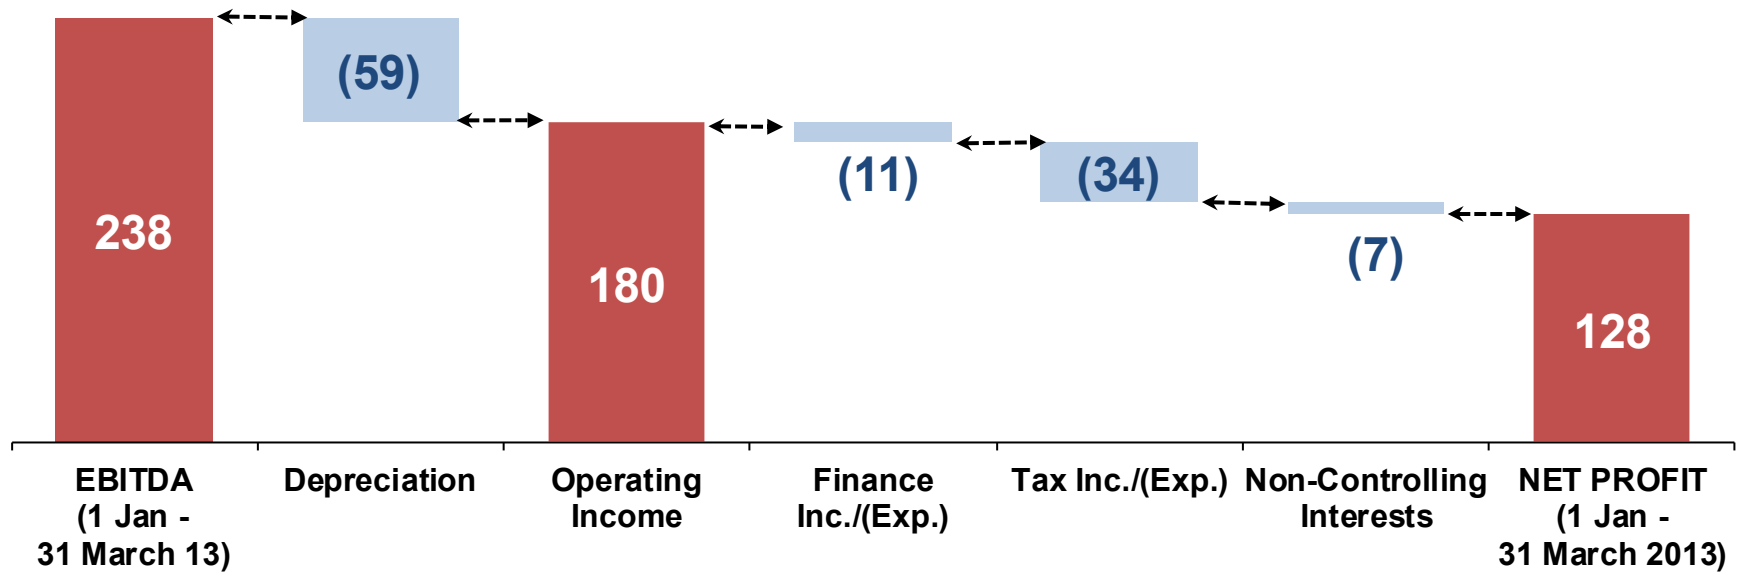 (59)
238
180
(11)
(34)
(7)
128
EBITDA
(1 Jan -
31 March 13)
Depreciation
Operating
Income
Finance
Inc./(Exp.)
Tax Inc./(Exp.)
Non-Controlling
Interests
NET PROFIT
(1 Jan -
31 March 2013)